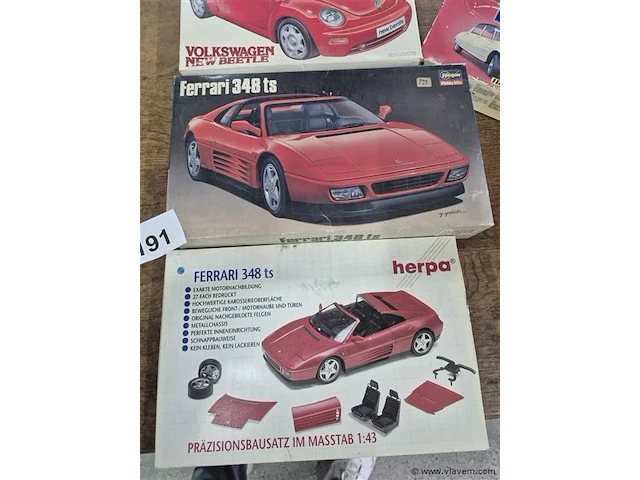 new beetle
VOLKSWAGEN
NEW BEETLE
Ferrari 348 ts
Hasegawa
191
Ferrari 348 ts
FERRARI 348 ts
herpa®
EXAKTE MOTORNACHBILDUNG
27-FACH BEDRUCKT
HOCHWERTIGE KAROSSERIEOBERFLÄCHE
BEWEGLICHE FRONT / MOTORHAUBE UND TÜREN
ORIGINAL NACHGEBILDETE FELGEN
METALLCHASSIS
PERFEKTE INNENEINRICHTUNG
SCHNAPPBAUWEISE
KEIN KLEBEN, KEIN LACKIEREN
PRÄZISIONSBAUSATZ IM MASSTAB 1:43
© www.vlavem.com